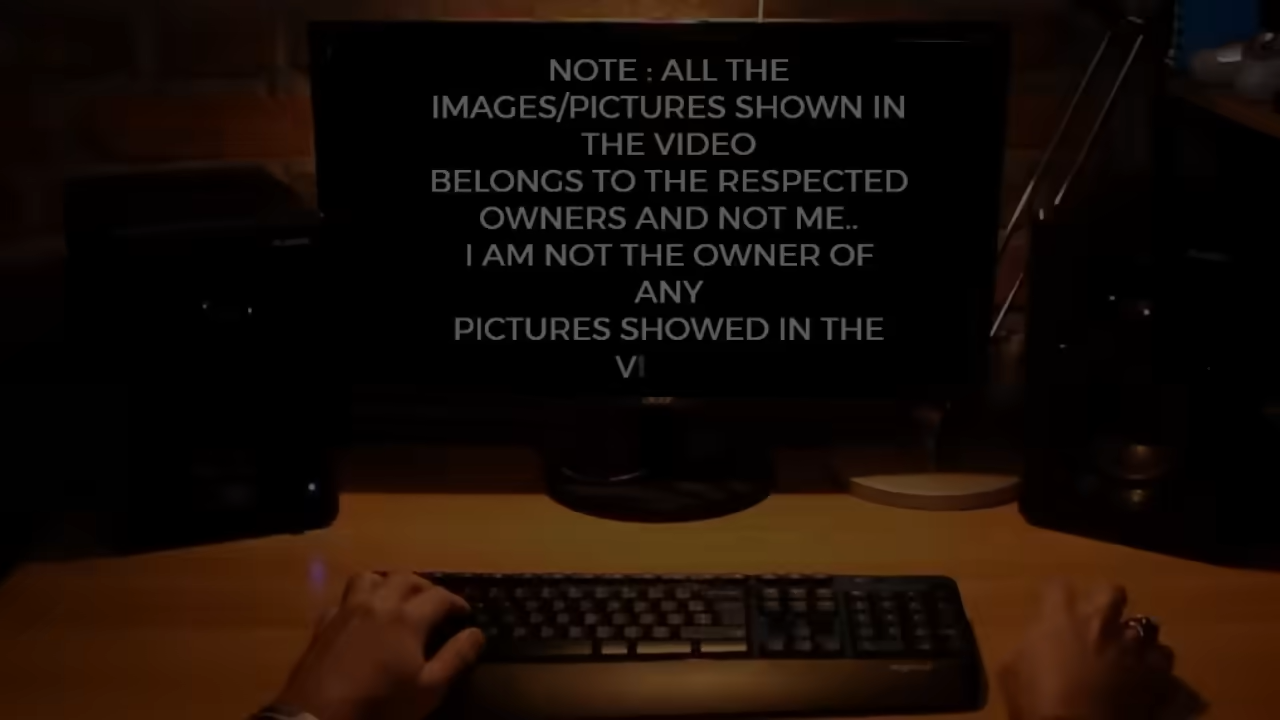 NOTE : ALL THE
IMAGES/PICTURES SHOWN IN
THE VIDEO
BELONGS TO THE RESPECTED
OWNERS AND NOT ME..
I AM NOT THE OWNER OF
ANY
PICTURES SHOWED IN THE
VI